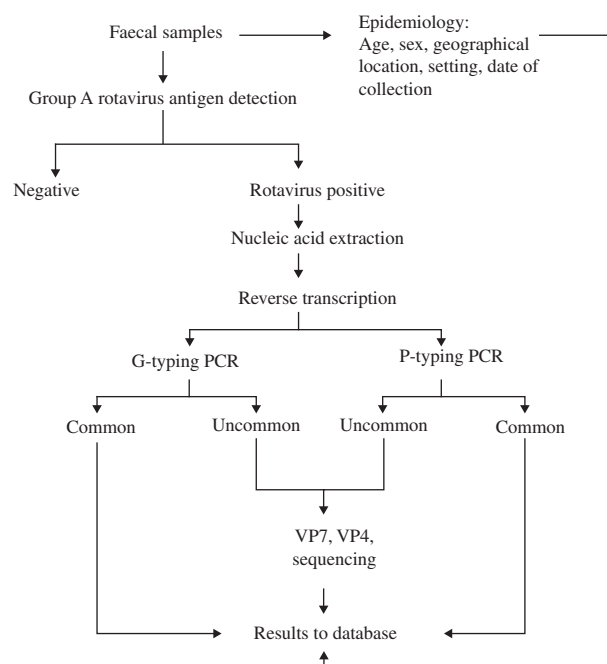 Faecal samples
Epidemiology:
Age, sex, geographical
location, setting, date of
collection
Group A rotavirus antigen detection
Negative
Rotavirus positive
Nucleic acid extraction
Reverse transcription
G-typing PCR
P-typing PCR
Common
Uncommon
Uncommon
Common
VP7, VP4,
sequencing
Results to database